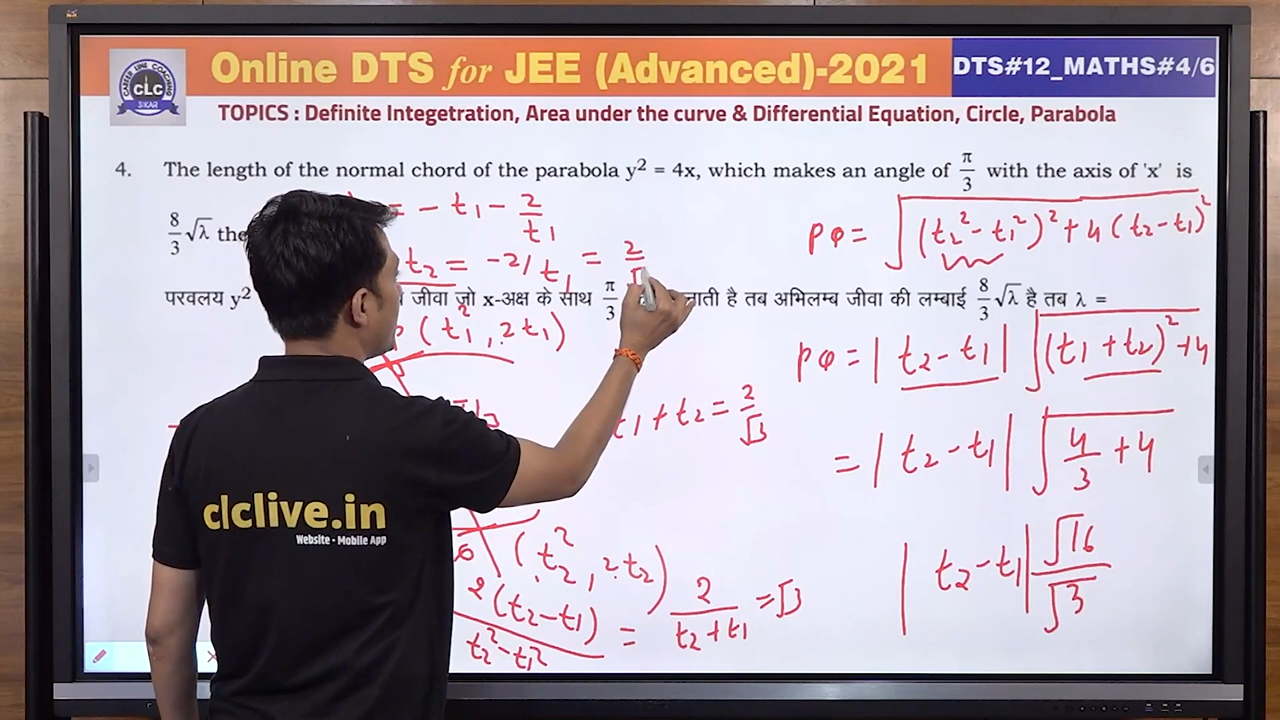 Online DTS for JEE (Advanced)-2021
DTS#12_MATHS#4/6
CAREER LINE COACHING
CLC
SIKAR
TOPICS : Definite Integetration, Area under the curve & Differential Equation, Circle, Parabola
4. The length of the normal chord of the parabola y² = 4x, which makes an angle of π/3 with the axis of 'x' is
8/3 √λ the
= - t₁ - 2/t₁
PQ = √((t₂² - t₁²)² + 4(t₂ - t₁)²)
t₂ = -2/t₁ = 2/√
परवलय y² जीवा जो x-अक्ष के साथ π/3 नाती है तब अभिलम्ब जीवा की लम्बाई 8/3 √λ है तब λ =
(t₁², 2t₁)
PQ = |t₂ - t₁| √((t₁ + t₂)² + 4)
t₁ + t₂ = 2/√3
= |t₂ - t₁| √(4/3 + 4)
(t₂², 2t₂)
|t₂ - t₁| √16/√3
2(t₂ - t₁)/(t₂² - t₁²) = 2/(t₂ + t₁) = √3
clclive.in
Website - Mobile App